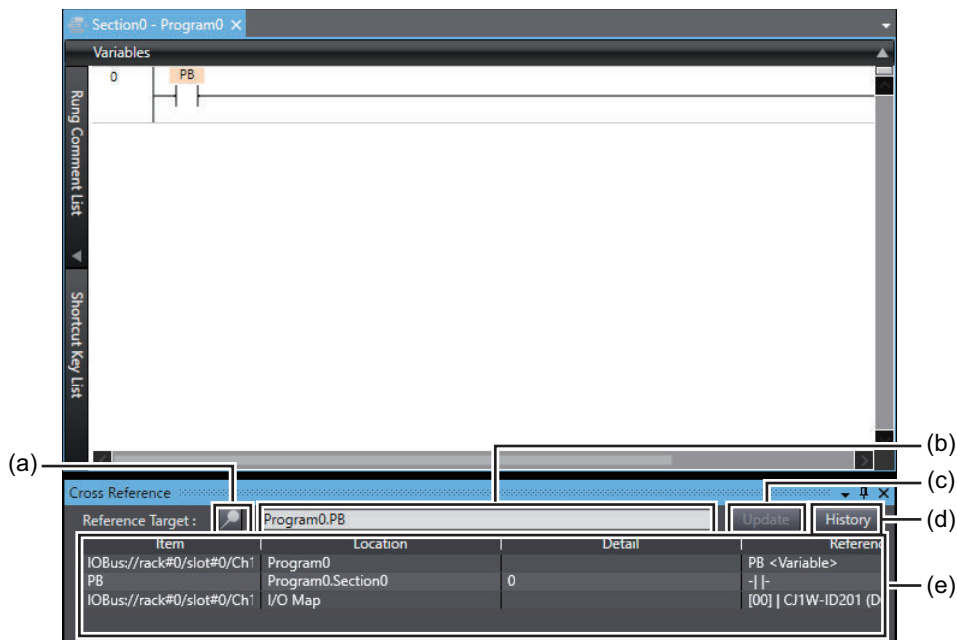 Section0 - Program0 ×
Variables
0 PB
Rung Comment List
Shortcut Key List
(a)
(b)
(c)
(d)
(e)
Cross Reference
Reference Target : Program0.PB Update History
Item Location Detail Referenc
IOBus://rack#0/slot#0/Ch1 Program0 PB <Variable>
PB Program0.Section0 0 -| |-
IOBus://rack#0/slot#0/Ch1 I/O Map [00] | CJ1W-ID201 (D